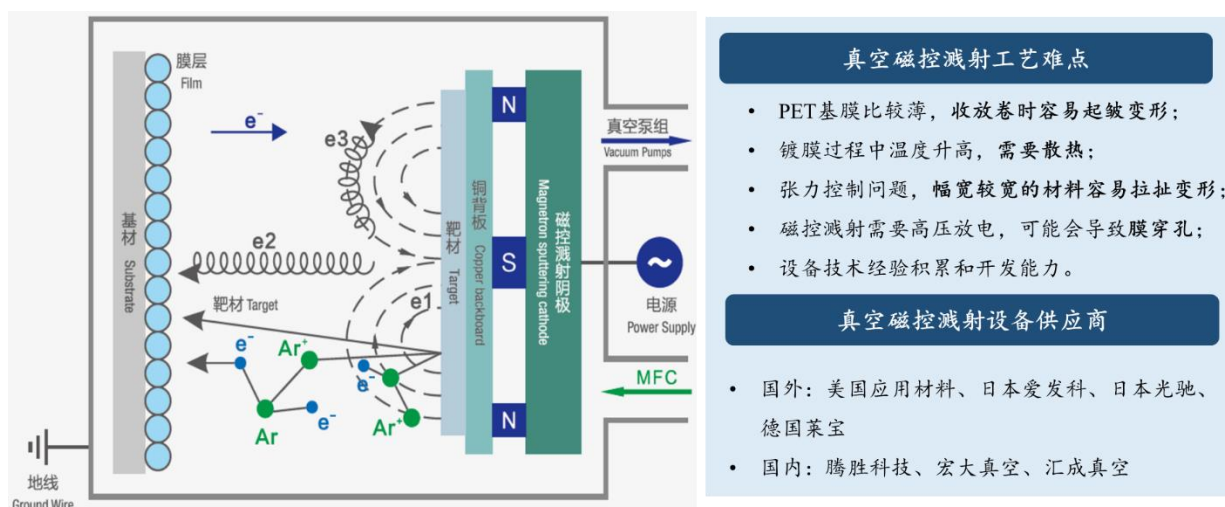 膜层
Film
e⁻
e3
N
真空泵组
Vacuum Pumps
基材
Substrate
e2
靶材
Target
铜背板
Copper backboard
S
磁控溅射阴极
Magnetron sputtering cathode
~
电源
Power Supply
靶材 Target
e1
e⁻
Ar⁺
e⁻
MFC
Ar
e⁻
Ar⁺
N
地线
Ground Wire
真空磁控溅射工艺难点
• PET基膜比较薄，收放卷时容易起皱变形；
• 镀膜过程中温度升高，需要散热；
• 张力控制问题，幅宽较宽的材料容易拉扯变形；
• 磁控溅射需要高压放电，可能会导致膜穿孔；
• 设备技术经验积累和开发能力。
真空磁控溅射设备供应商
• 国外：美国应用材料、日本爱发科、日本光驰、
德国莱宝
• 国内：腾胜科技、宏大真空、汇成真空